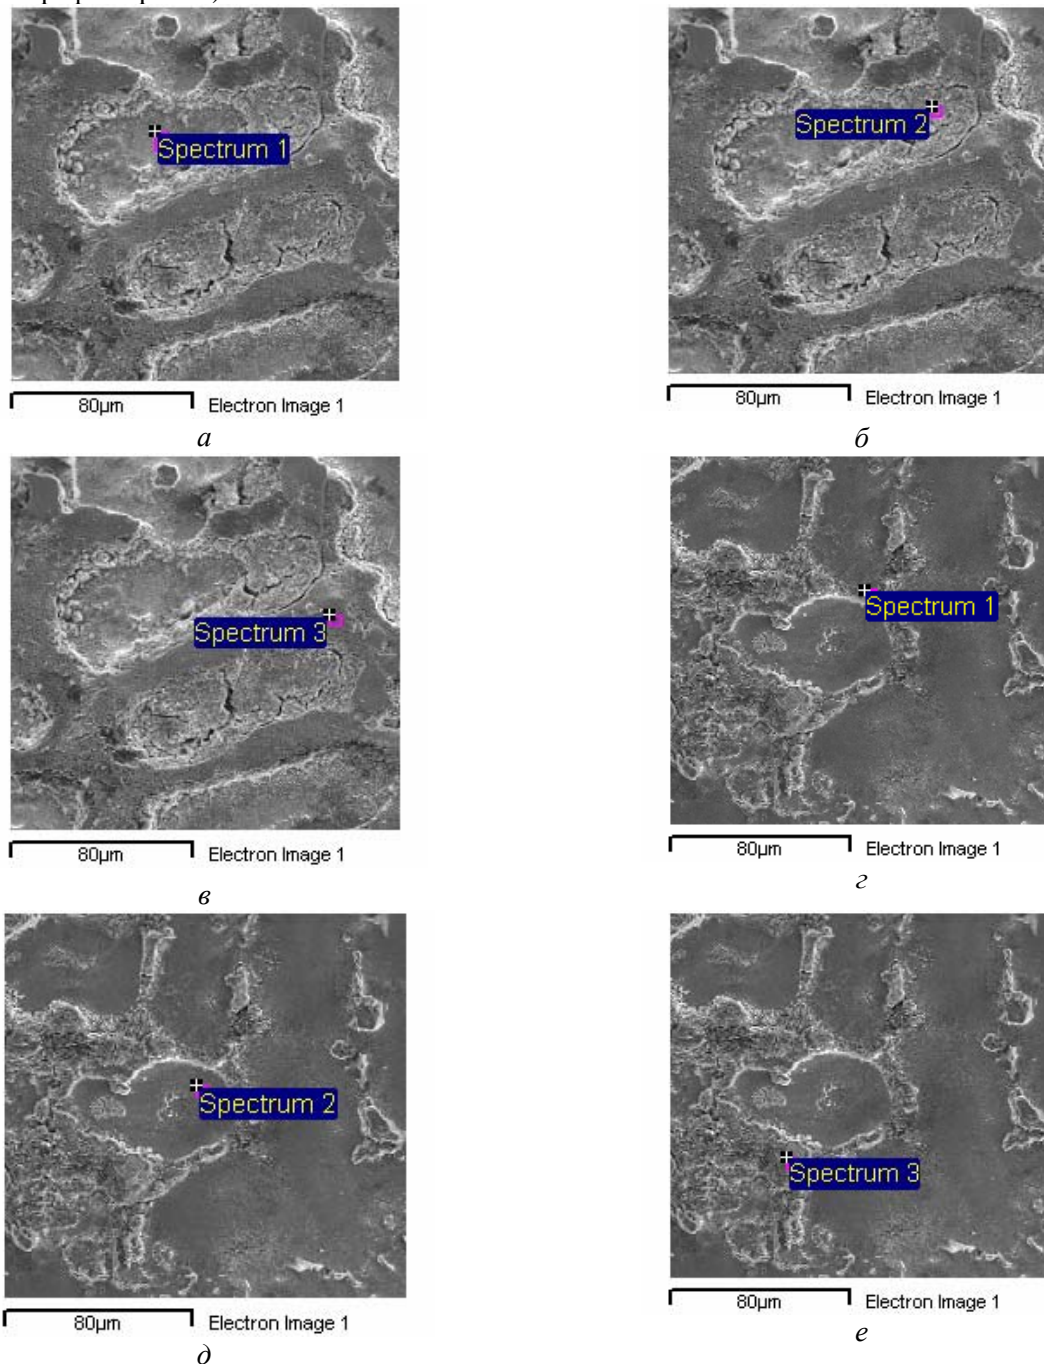 Spectrum 1
Spectrum 2
80µm Electron Image 1
80µm Electron Image 1
а
б
Spectrum 3
Spectrum 1
80µm Electron Image 1
80µm Electron Image 1
в
г
Spectrum 2
Spectrum 3
80µm Electron Image 1
80µm Electron Image 1
д
е